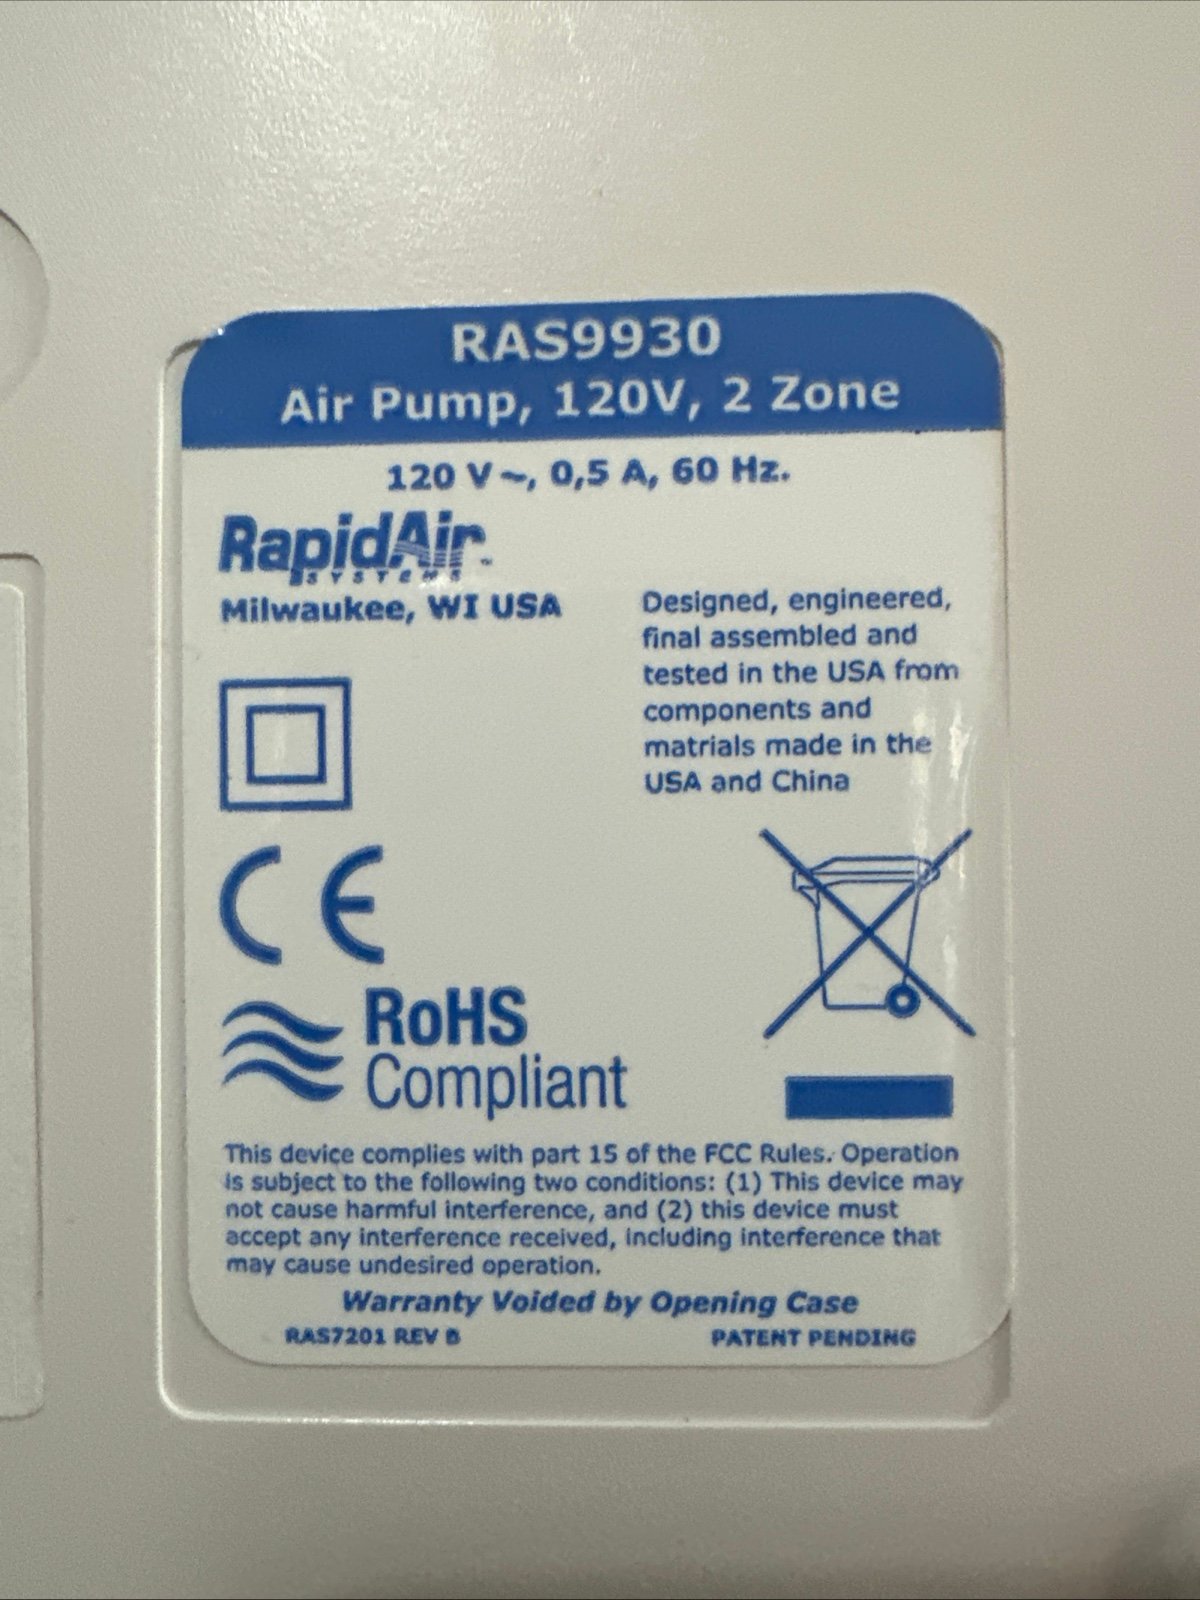 RAS9930
Air Pump, 120V, 2 Zone
120 V~, 0,5 A, 60 Hz.
RapidAir™
SYSTEMS
Milwaukee, WI USA
Designed, engineered,
final assembled and
tested in the USA from
components and
matrials made in the
USA and China
CE
RoHS
Compliant
This device complies with part 15 of the FCC Rules. Operation
is subject to the following two conditions: (1) This device may
not cause harmful interference, and (2) this device must
accept any interference received, including interference that
may cause undesired operation.
Warranty Voided by Opening Case
RAS7201 REV B
PATENT PENDING